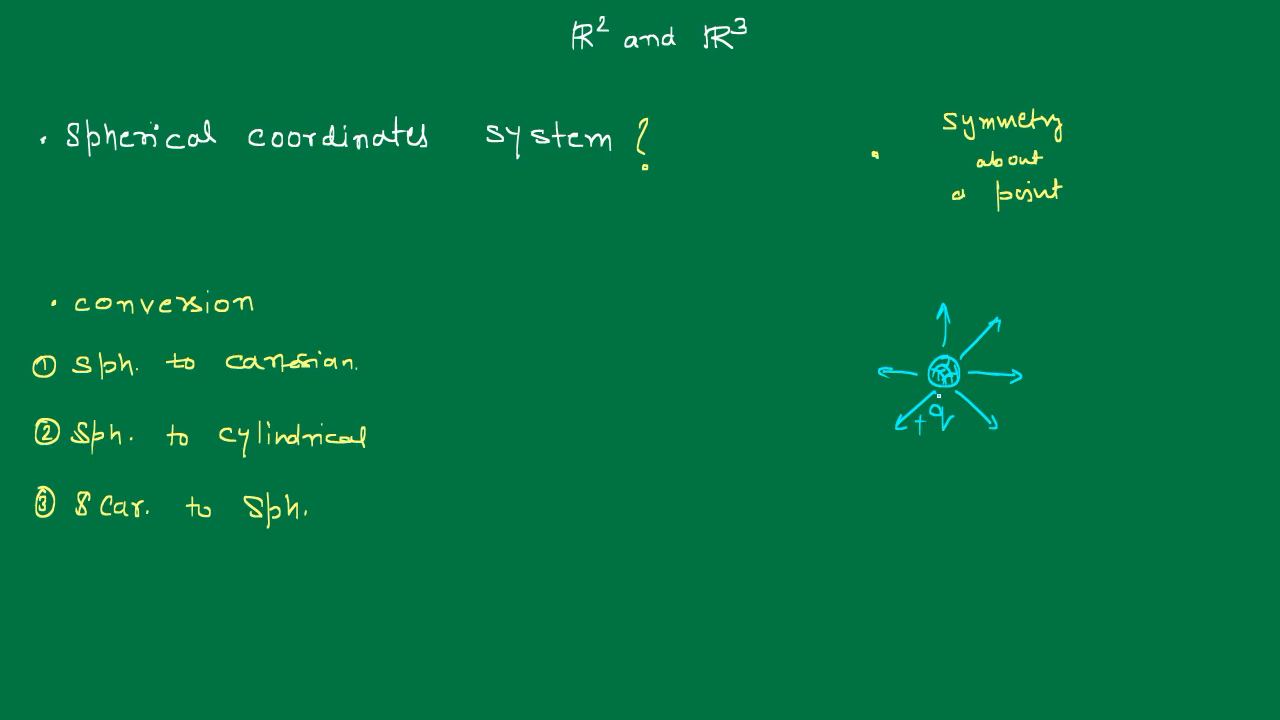 R² and R³
. Spherical coordinates system ?
symmetry
about
a point
. conversion
① Sph. to cartesian.
② Sph. to cylindrical
③ Car. to Sph.
+q